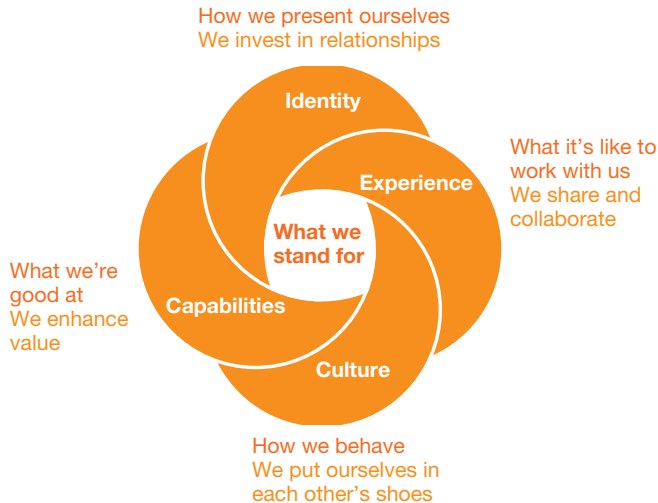 How we present ourselves
We invest in relationships
Identity
Experience
What it’s like to
work with us
We share and
collaborate
What we
stand for
What we’re
good at
We enhance
value
Capabilities
Culture
How we behave
We put ourselves in
each other’s shoes